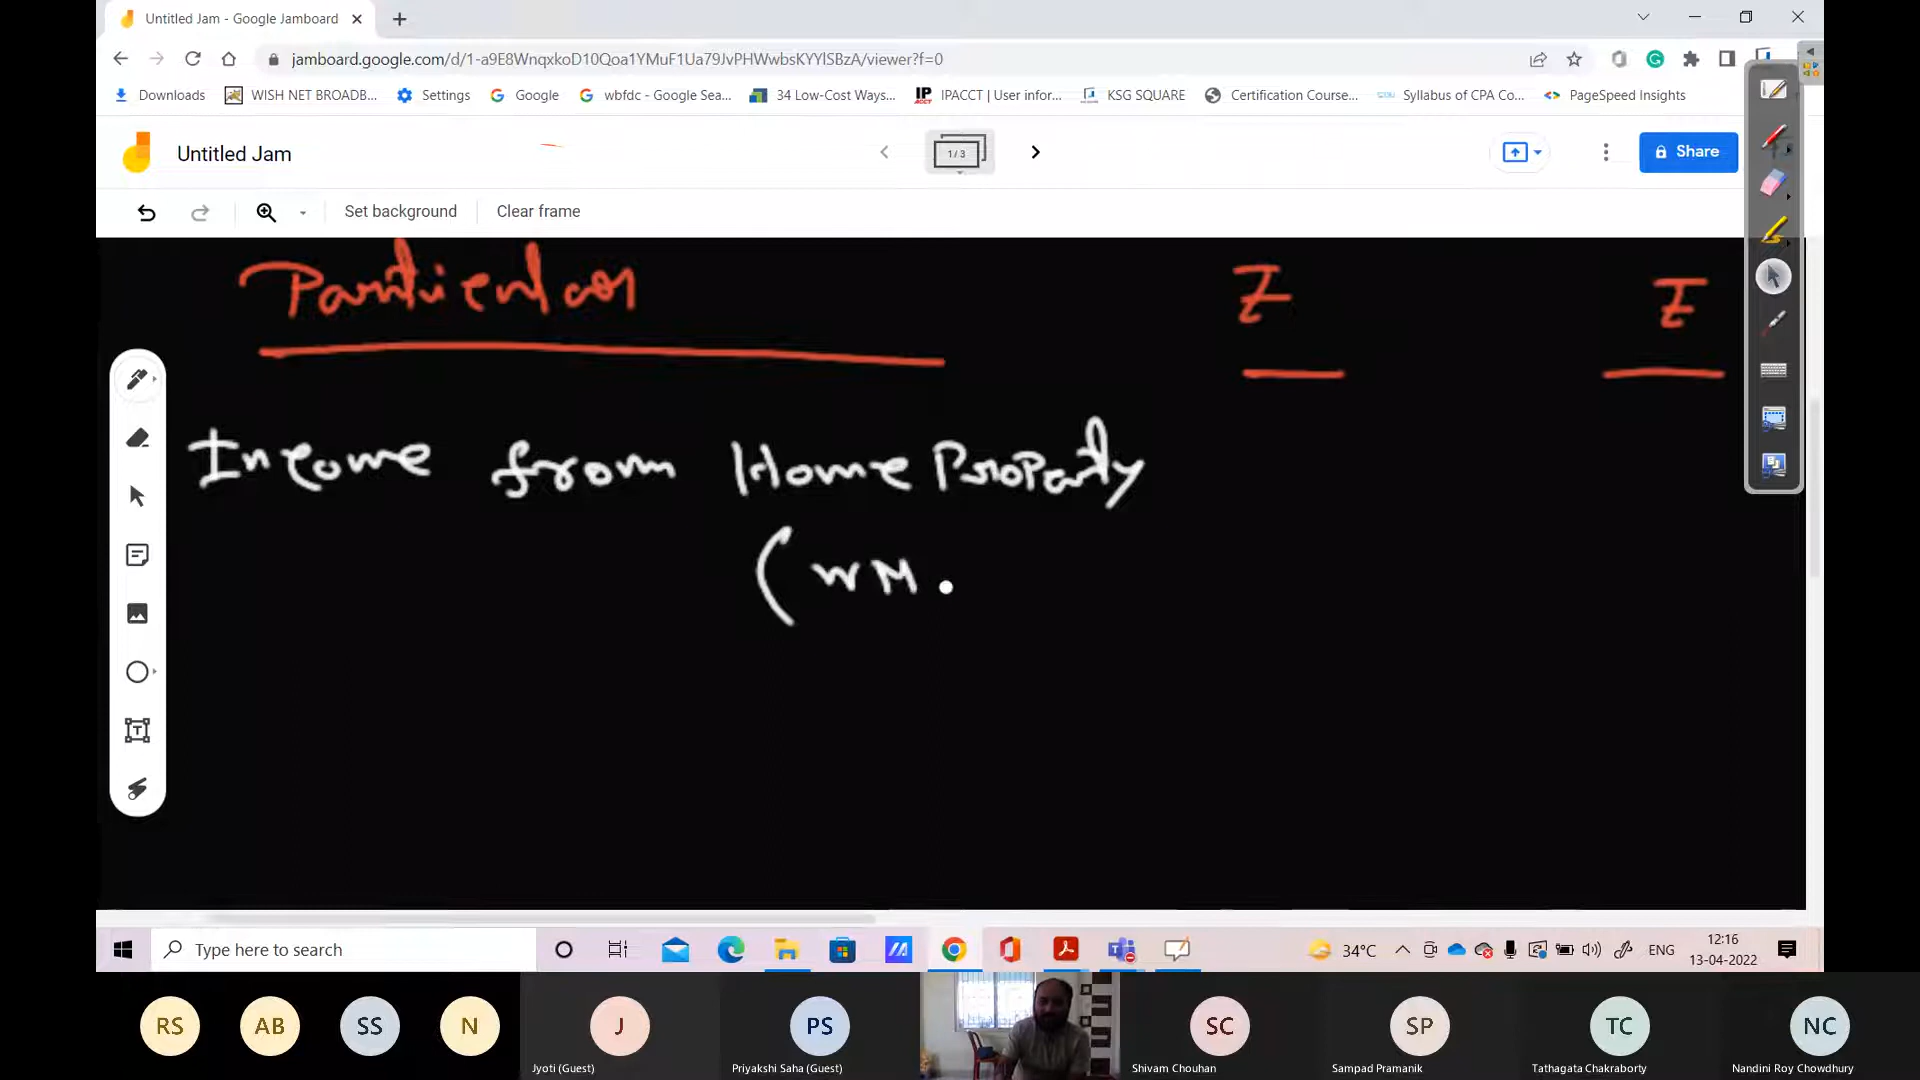 Untitled Jam - Google Jamboard
jamboard.google.com/d/1-a9E8WnqxkoD10Qoa1YMuF1Ua79JvPHWwbsKYYlSBzA/viewer?f=0
Downloads WISH NET BROADB... Settings Google wbfdc - Google Sea... 34 Low-Cost Ways... IP ACCT IPACCT | User infor... KSG SQUARE Certification Course... Syllabus of CPA Co... PageSpeed Insights
Untitled Jam 1 / 3 Share
Set background Clear frame
Particular ₹ ₹
Income from House Property
(WN.
Type here to search 34°C ENG 12:16
13-04-2022
RS AB SS N J PS SC SP TC NC
Jyoti (Guest) Priyakshi Saha (Guest) Shivam Chouhan Sampad Pramanik Tathagata Chakraborty Nandini Roy Chowdhury